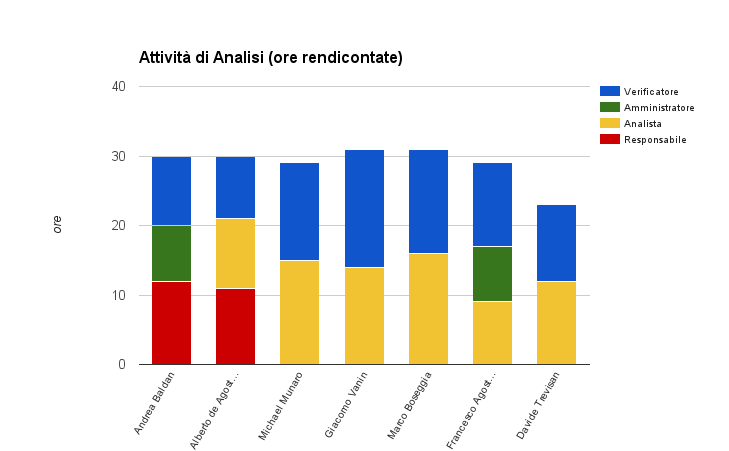 Attività di Analisi (ore rendicontate)
40
30
20
10
0
ore
Verificatore
Amministratore
Analista
Responsabile
Andrea Baldan
Alberto de Agost...
Michael Munaro
Giacomo Vanin
Marco Boseggia
Francesco Agost...
Davide Trevisan